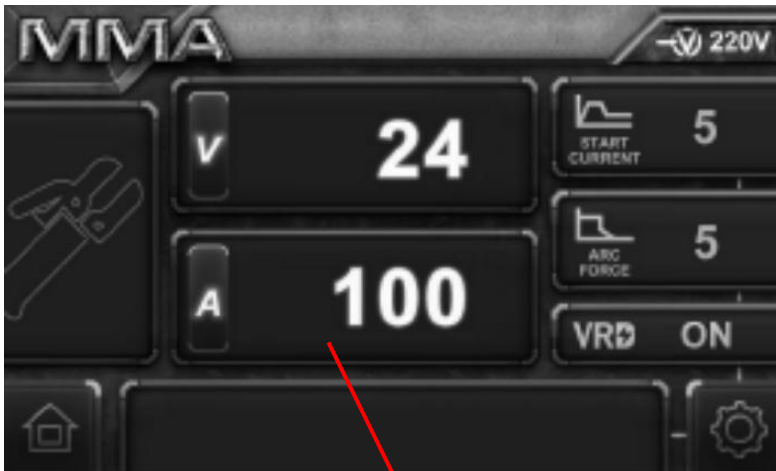 MMA
220V
V 24
START CURRENT 5
A 100
ARC FORCE 5
VRD ON